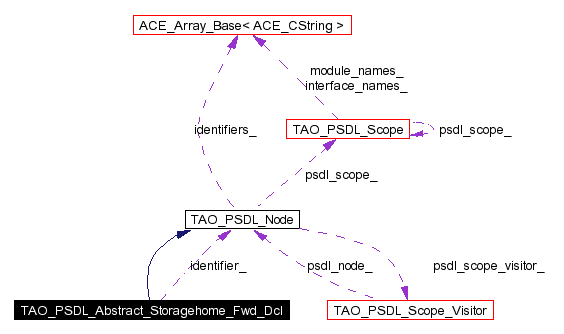 ACE_Array_Base< ACE_CString >
module_names_
interface_names_
identifiers_
TAO_PSDL_Scope
psdl_scope_
psdl_scope_
TAO_PSDL_Node
identifier_
psdl_node_
psdl_scope_visitor_
TAO_PSDL_Abstract_Storagehome_Fwd_Dcl
TAO_PSDL_Scope_Visitor